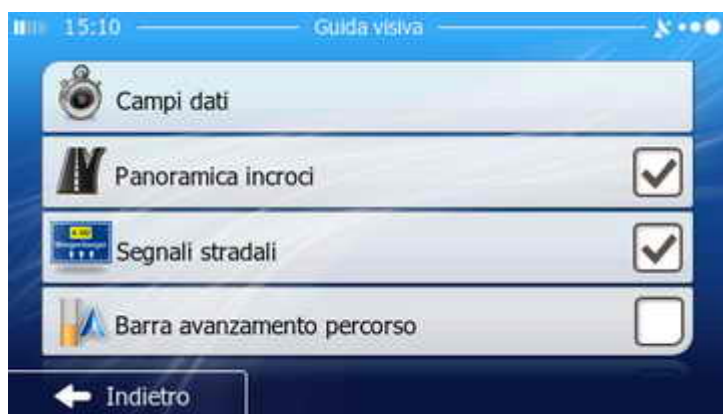 15:10
Guida visiva
Campi dati
Panoramica incroci
Segnali stradali
Barra avanzamento percorso
Indietro